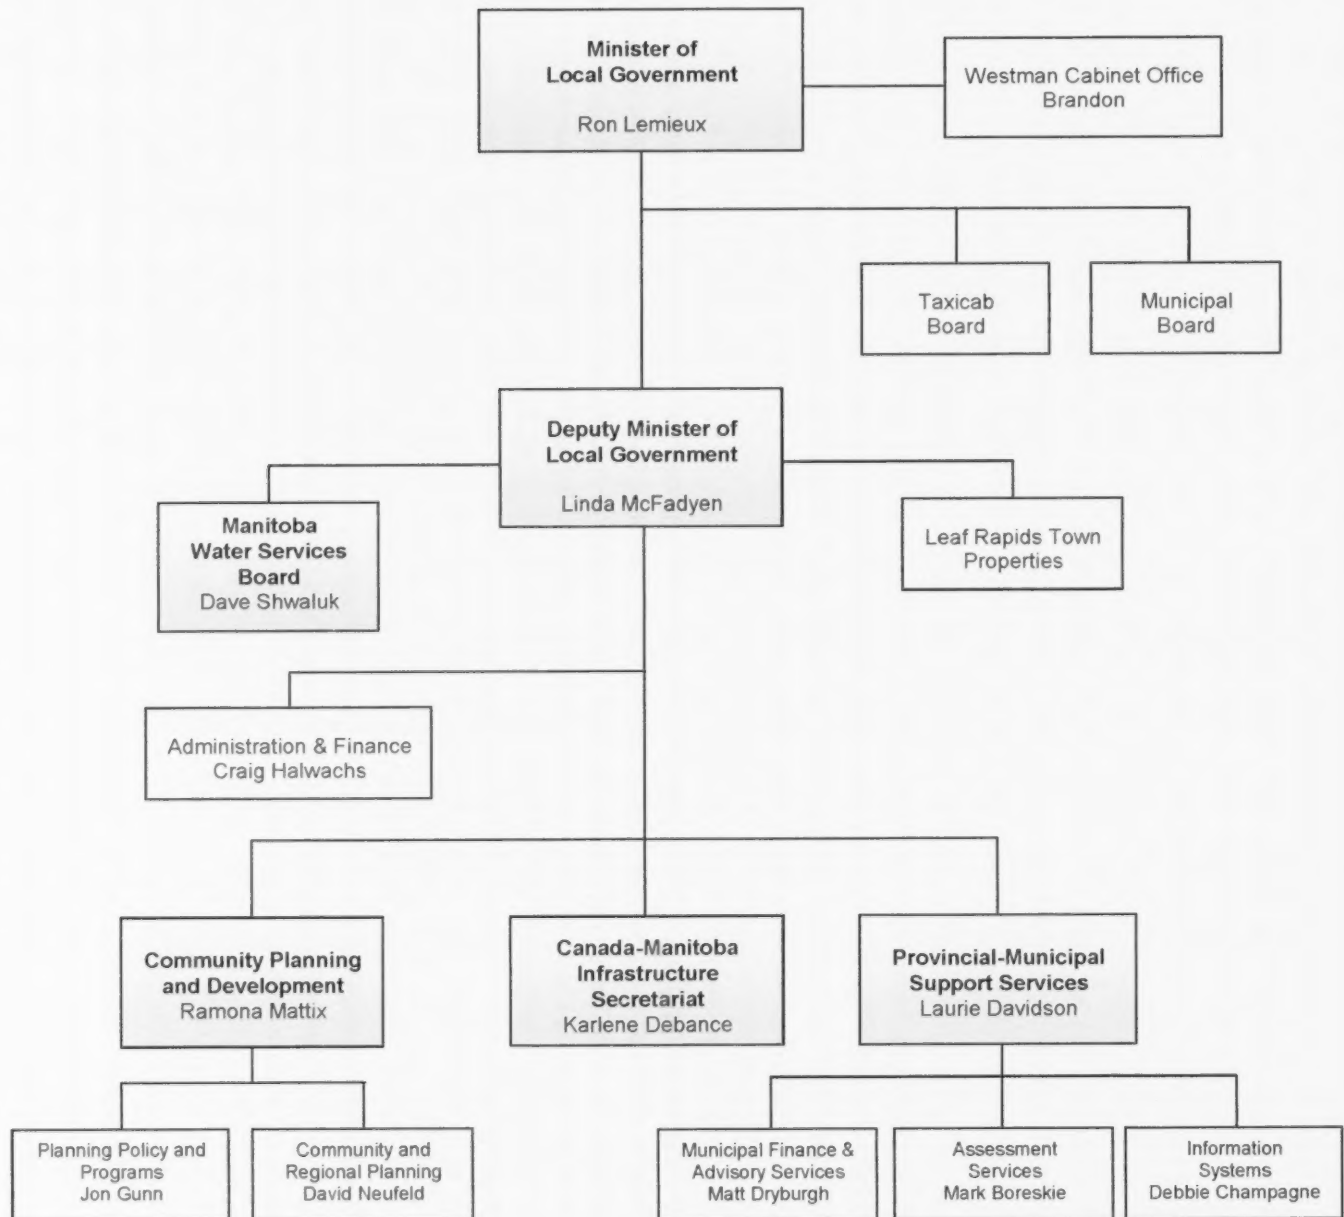 Minister of
Local Government
Ron Lemieux
Westman Cabinet Office
Brandon
Taxicab
Board
Municipal
Board
Deputy Minister of
Local Government
Linda McFadyen
Manitoba
Water Services
Board
Dave Shwaluk
Leaf Rapids Town
Properties
Administration & Finance
Craig Halwachs
Community Planning
and Development
Ramona Mattix
Canada-Manitoba
Infrastructure
Secretariat
Karlene Debance
Provincial-Municipal
Support Services
Laurie Davidson
Planning Policy and
Programs
Jon Gunn
Community and
Regional Planning
David Neufeld
Municipal Finance &
Advisory Services
Matt Dryburgh
Assessment
Services
Mark Boreskie
Information
Systems
Debbie Champagne